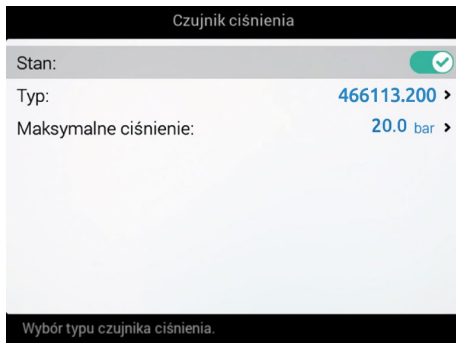 Czujnik ciśnienia
Stan:
Typ: 466113.200 >
Maksymalne ciśnienie: 20.0 bar >
Wybór typu czujnika ciśnienia.